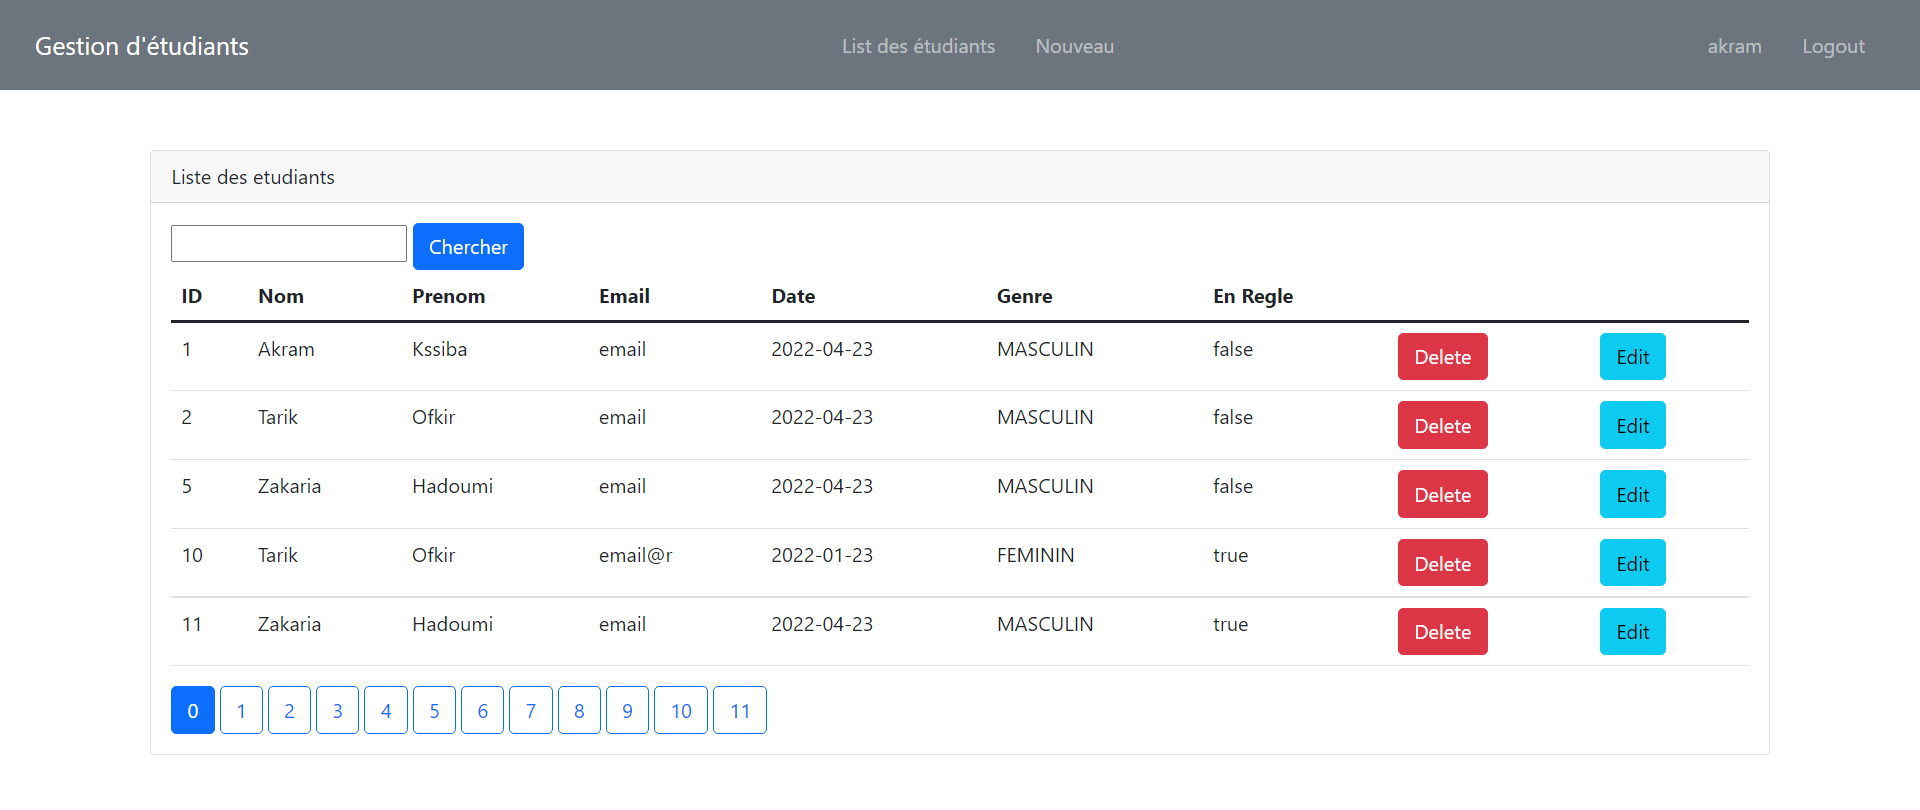 Gestion d'étudiants List des étudiants Nouveau akram Logout
Liste des etudiants
Chercher
ID Nom Prenom Email Date Genre En Regle
1 Akram Kssiba email 2022-04-23 MASCULIN false Delete Edit
2 Tarik Ofkir email 2022-04-23 MASCULIN false Delete Edit
5 Zakaria Hadoumi email 2022-04-23 MASCULIN false Delete Edit
10 Tarik Ofkir email@r 2022-01-23 FEMININ true Delete Edit
11 Zakaria Hadoumi email 2022-04-23 MASCULIN true Delete Edit
0 1 2 3 4 5 6 7 8 9 10 11